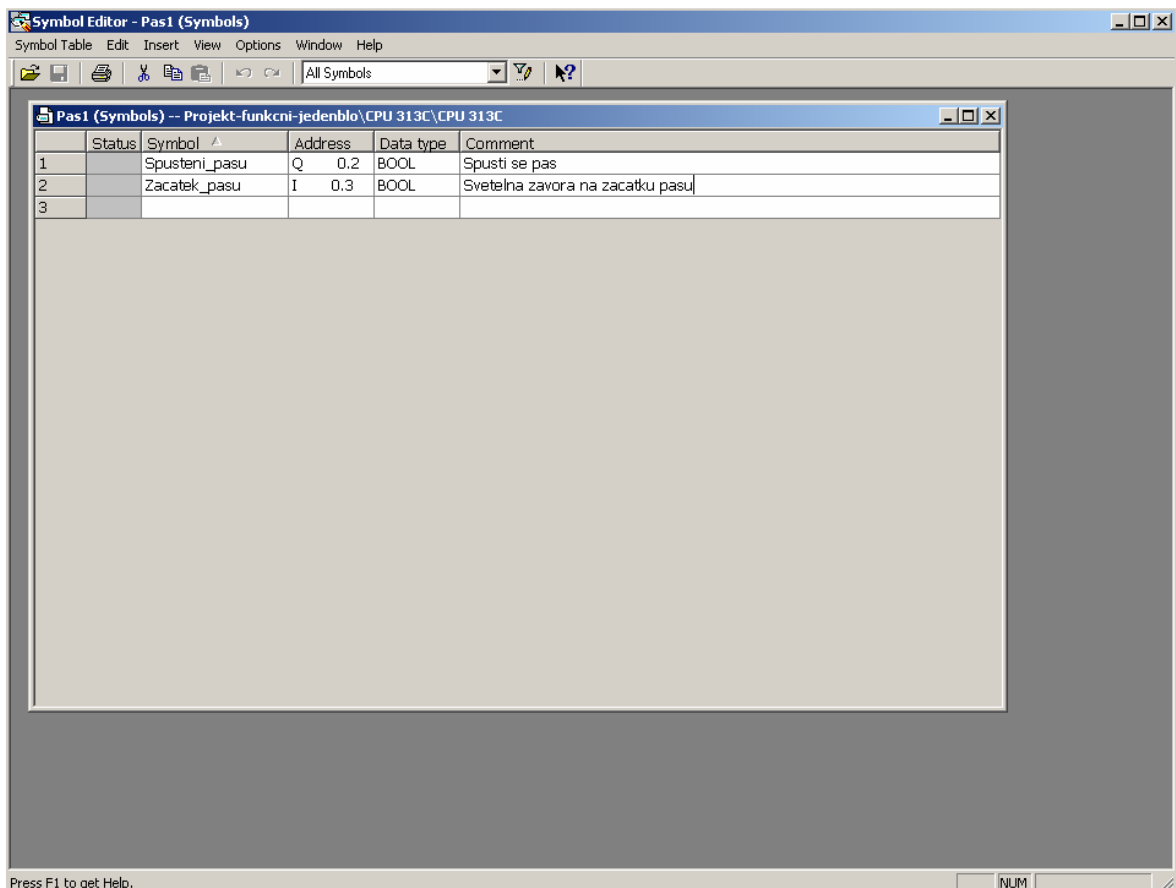 Symbol Editor - Pas1 (Symbols)
Symbol Table Edit Insert View Options Window Help
All Symbols
Pas1 (Symbols) -- Projekt-funkcni-jedenblo\CPU 313C\CPU 313C
Status Symbol Address Data type Comment
1 Spusteni_pasu Q 0.2 BOOL Spusti se pas
2 Zacatek_pasu I 0.3 BOOL Svetelna zavora na zacatku pasu
3
Press F1 to get Help. NUM